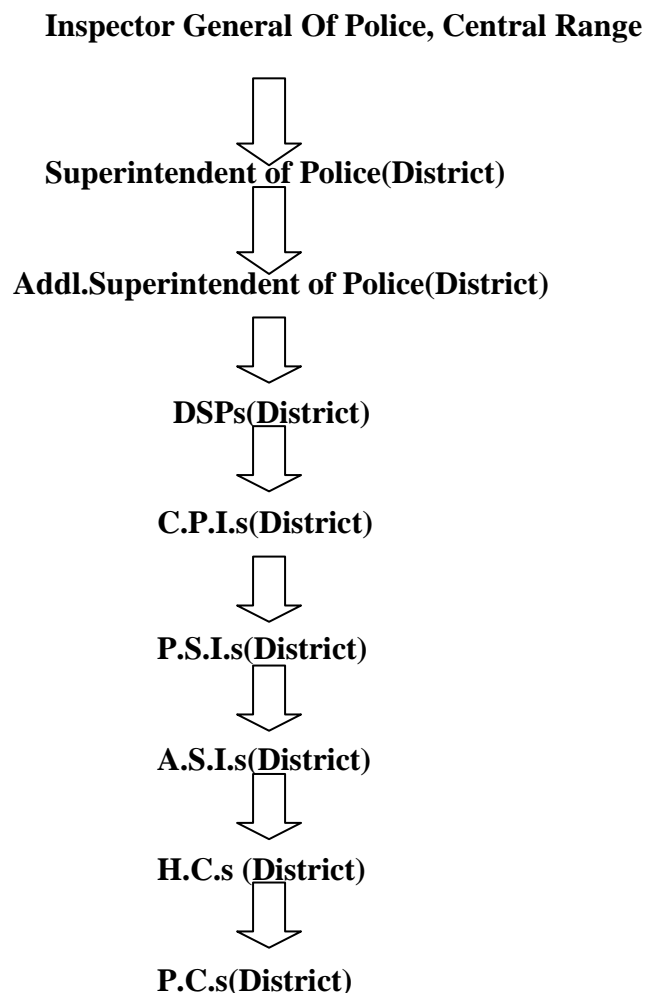 Inspector General Of Police, Central Range
Superintendent of Police(District)
Addl.Superintendent of Police(District)
DSPs(District)
C.P.I.s(District)
P.S.I.s(District)
A.S.I.s(District)
H.C.s (District)
P.C.s(District)